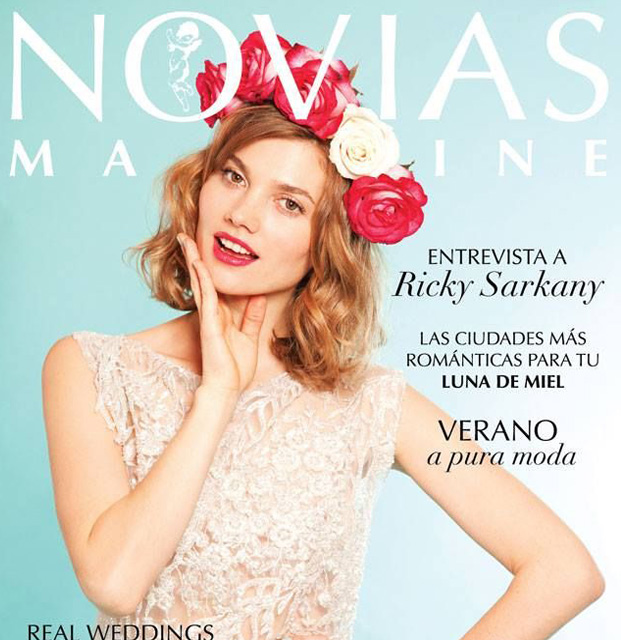 NOVIAS
MA INE
ENTREVISTA A
Ricky Sarkany
LAS CIUDADES MÁS
ROMÁNTICAS PARA TU
LUNA DE MIEL
VERANO
a pura moda
REAL WEDDINGS